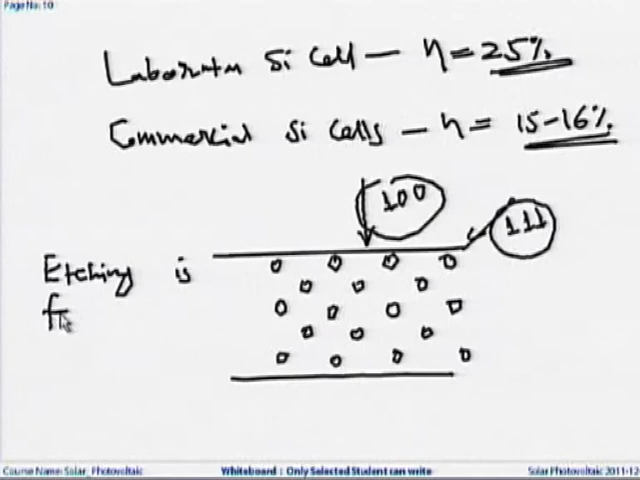 Page No: 10
Laboratory Si Cell — η = 25%
Commercial Si Cells — η = 15-16%
100
111
Etching is
f
Course Name: Solar_Photovoltaic
Whiteboard : Only Selected Student can write
Solar Photovoltaic 2011-12